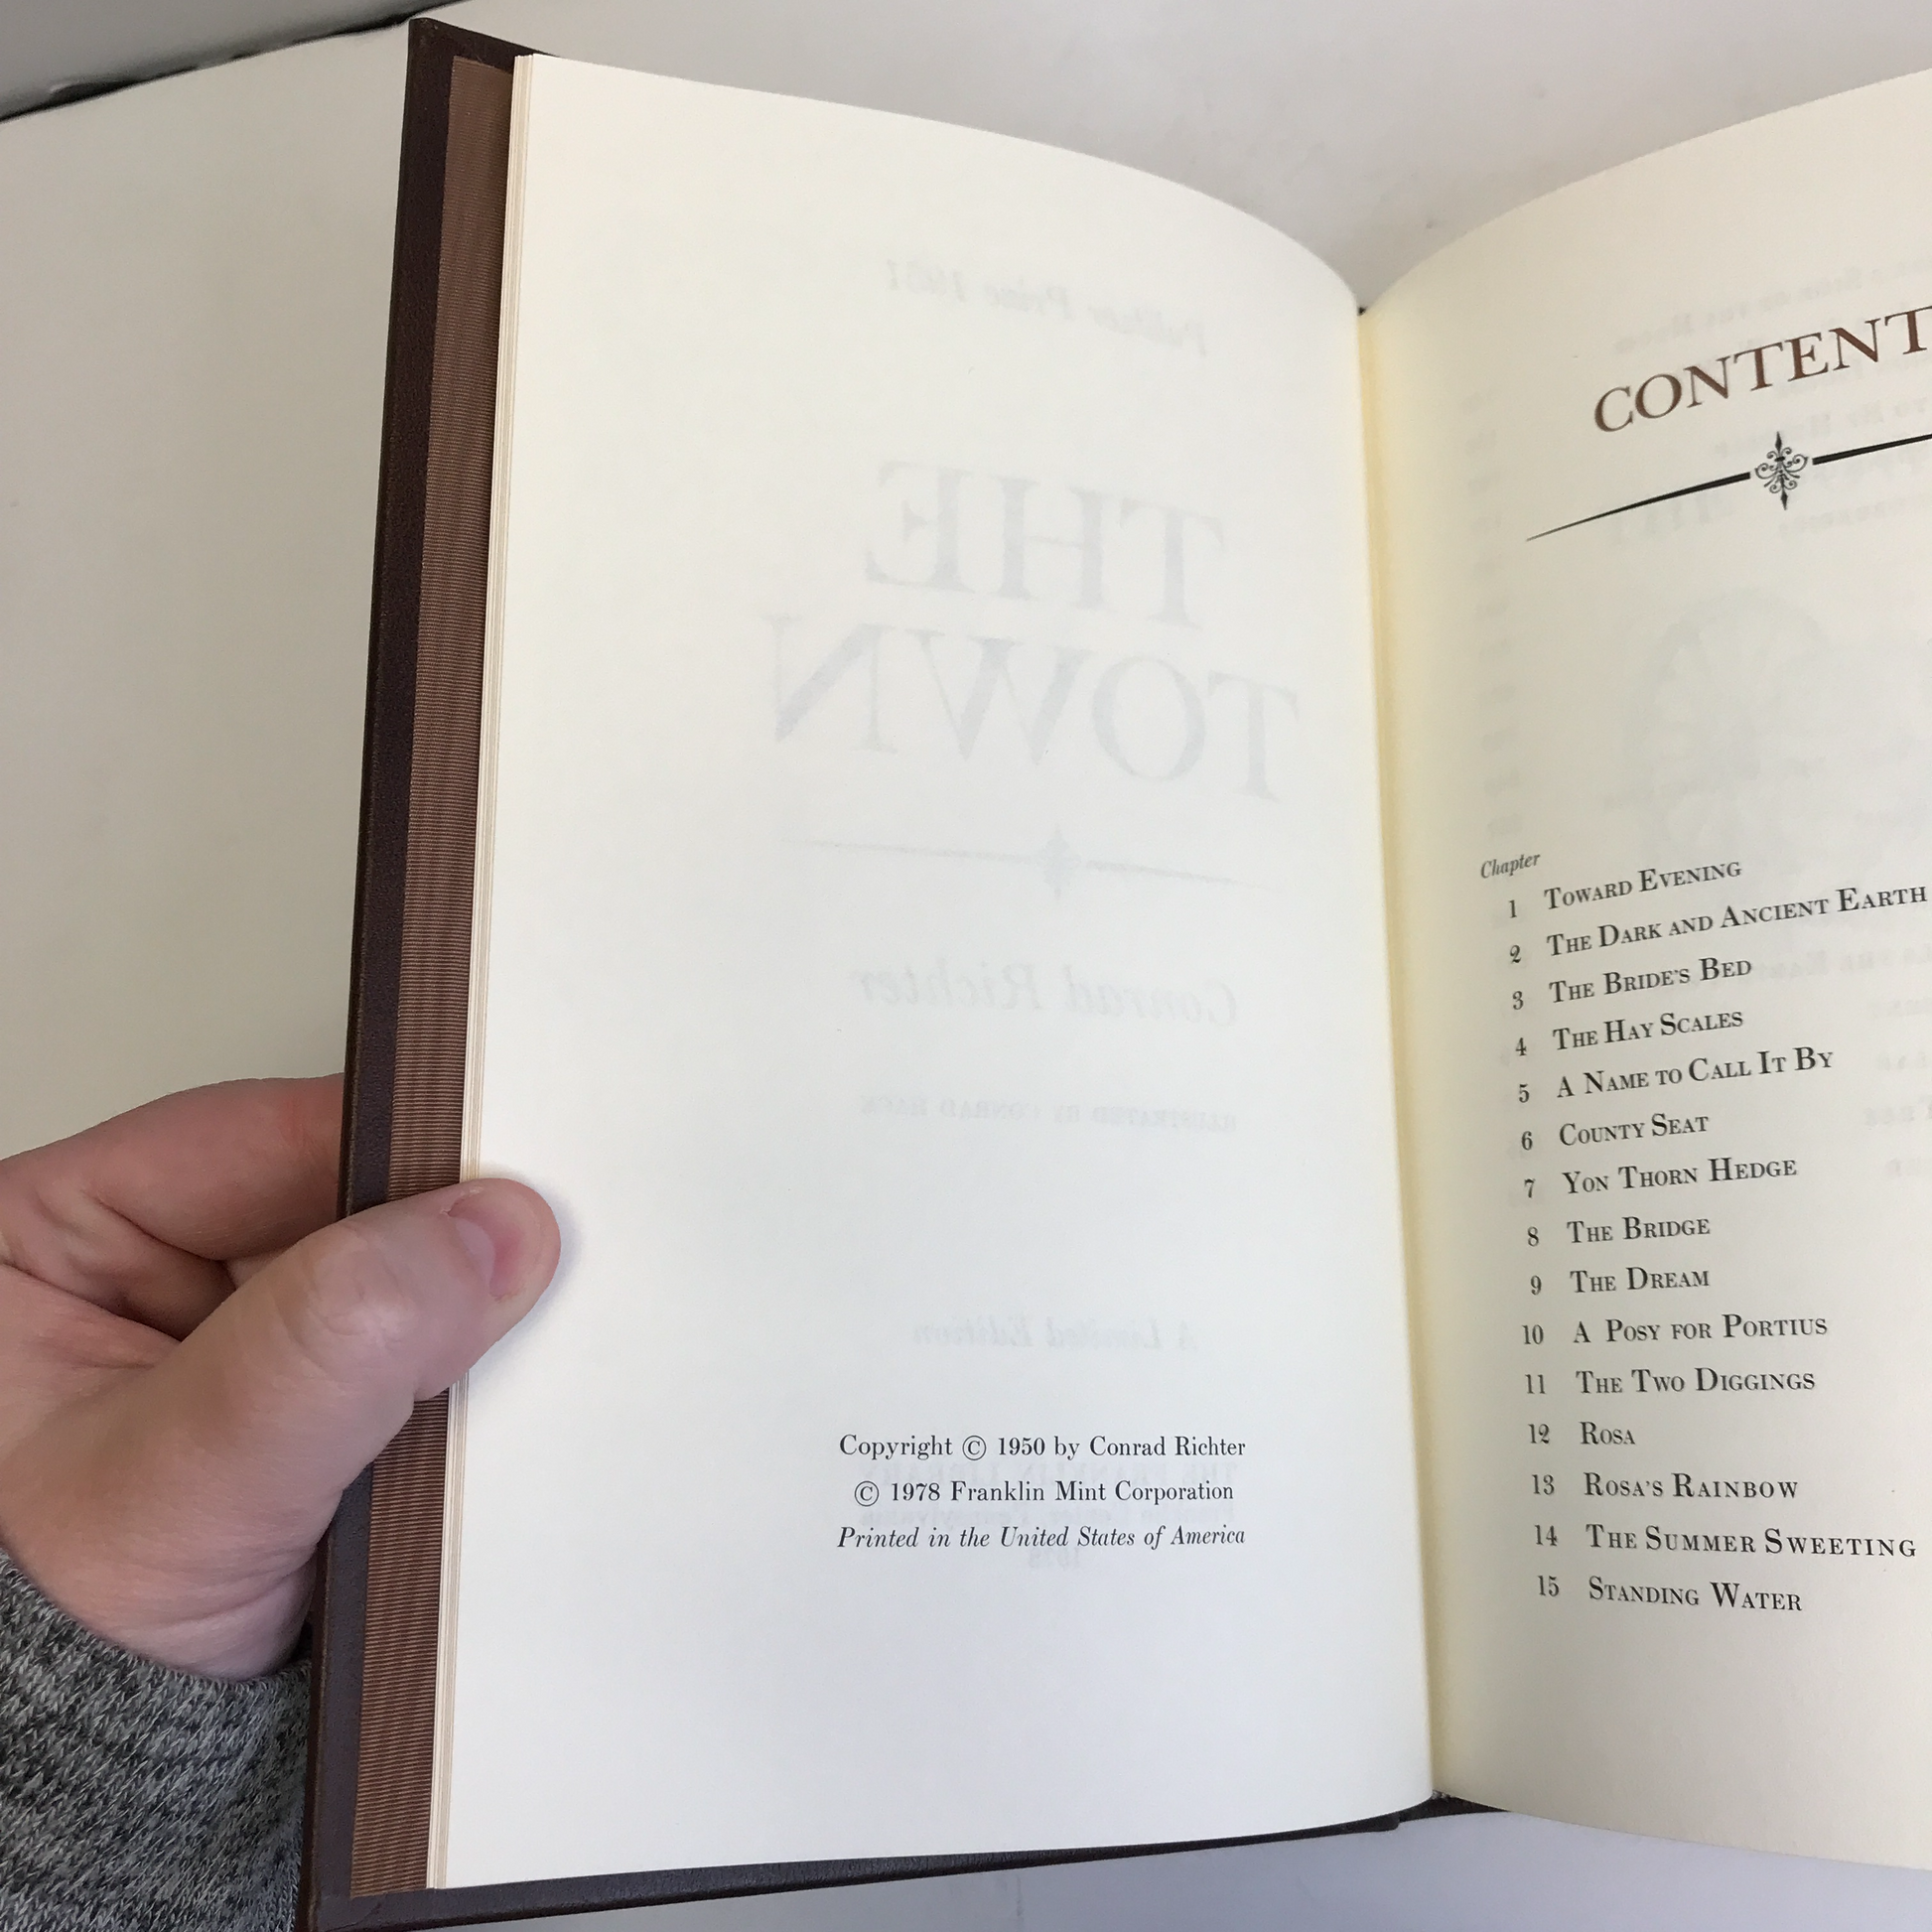 Copyright © 1950 by Conrad Richter
© 1978 Franklin Mint Corporation
Printed in the United States of America
CONTENT
Chapter
1 TOWARD EVENING
2 THE DARK AND ANCIENT EARTH
3 THE BRIDE'S BED
4 THE HAY SCALES
5 A NAME TO CALL IT BY
6 COUNTY SEAT
7 YON THORN HEDGE
8 THE BRIDGE
9 THE DREAM
10 A POSY FOR PORTIUS
11 THE TWO DIGGINGS
12 ROSA
13 ROSA'S RAINBOW
14 THE SUMMER SWEETING
15 STANDING WATER